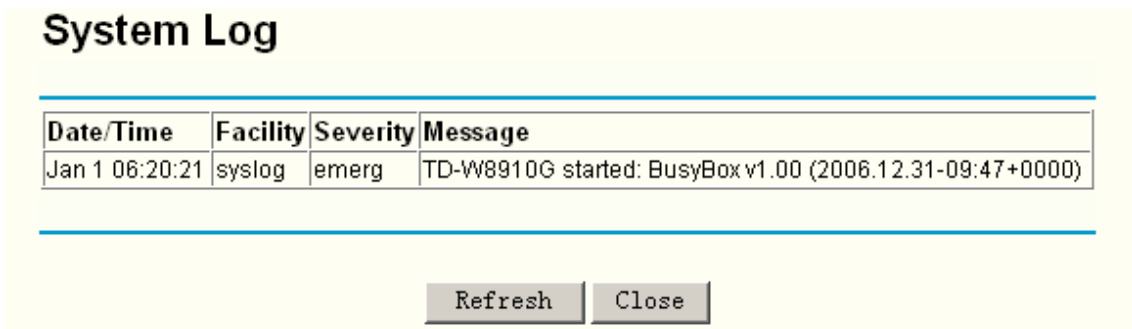 System Log
Date/Time Facility Severity Message
Jan 1 06:20:21 syslog emerg TD-W8910G started: BusyBox v1.00 (2006.12.31-09:47+0000)
Refresh Close